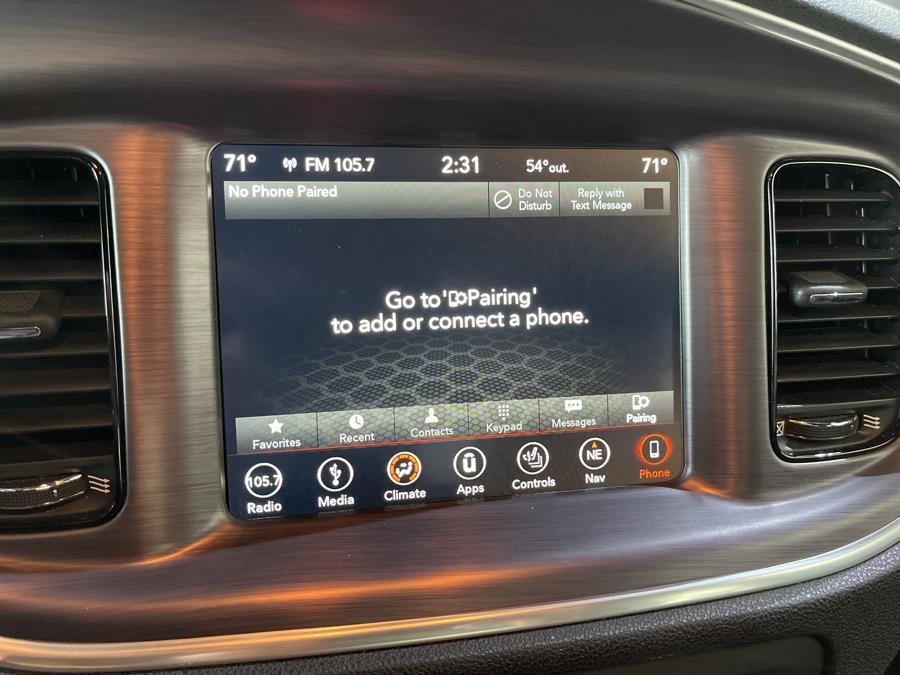 71° FM 105.7 2:31 54°out. 71°
No Phone Paired
Do Not
Disturb
Reply with
Text Message
Go to 'Pairing'
to add or connect a phone.
Favorites Recent Contacts Keypad Messages Pairing
105.7 NE
Radio Media Climate Apps Controls Nav Phone